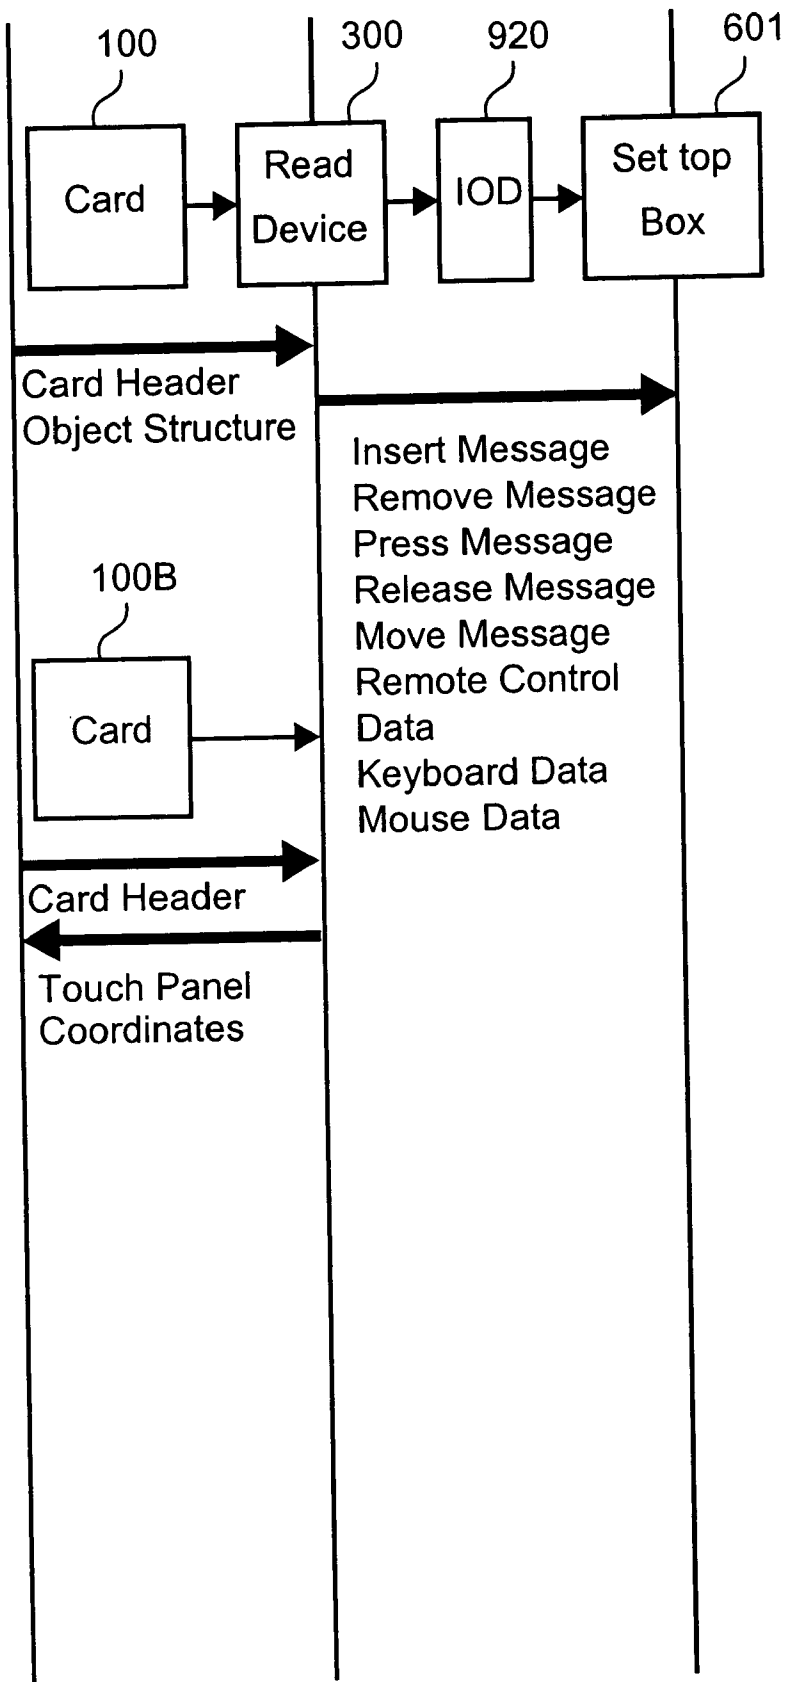 100
300
920
601
Card
Read
Device
IOD
Set top
Box
Card Header
Object Structure
Insert Message
Remove Message
Press Message
Release Message
Move Message
Remote Control
Data
Keyboard Data
Mouse Data
100B
Card
Card Header
Touch Panel
Coordinates